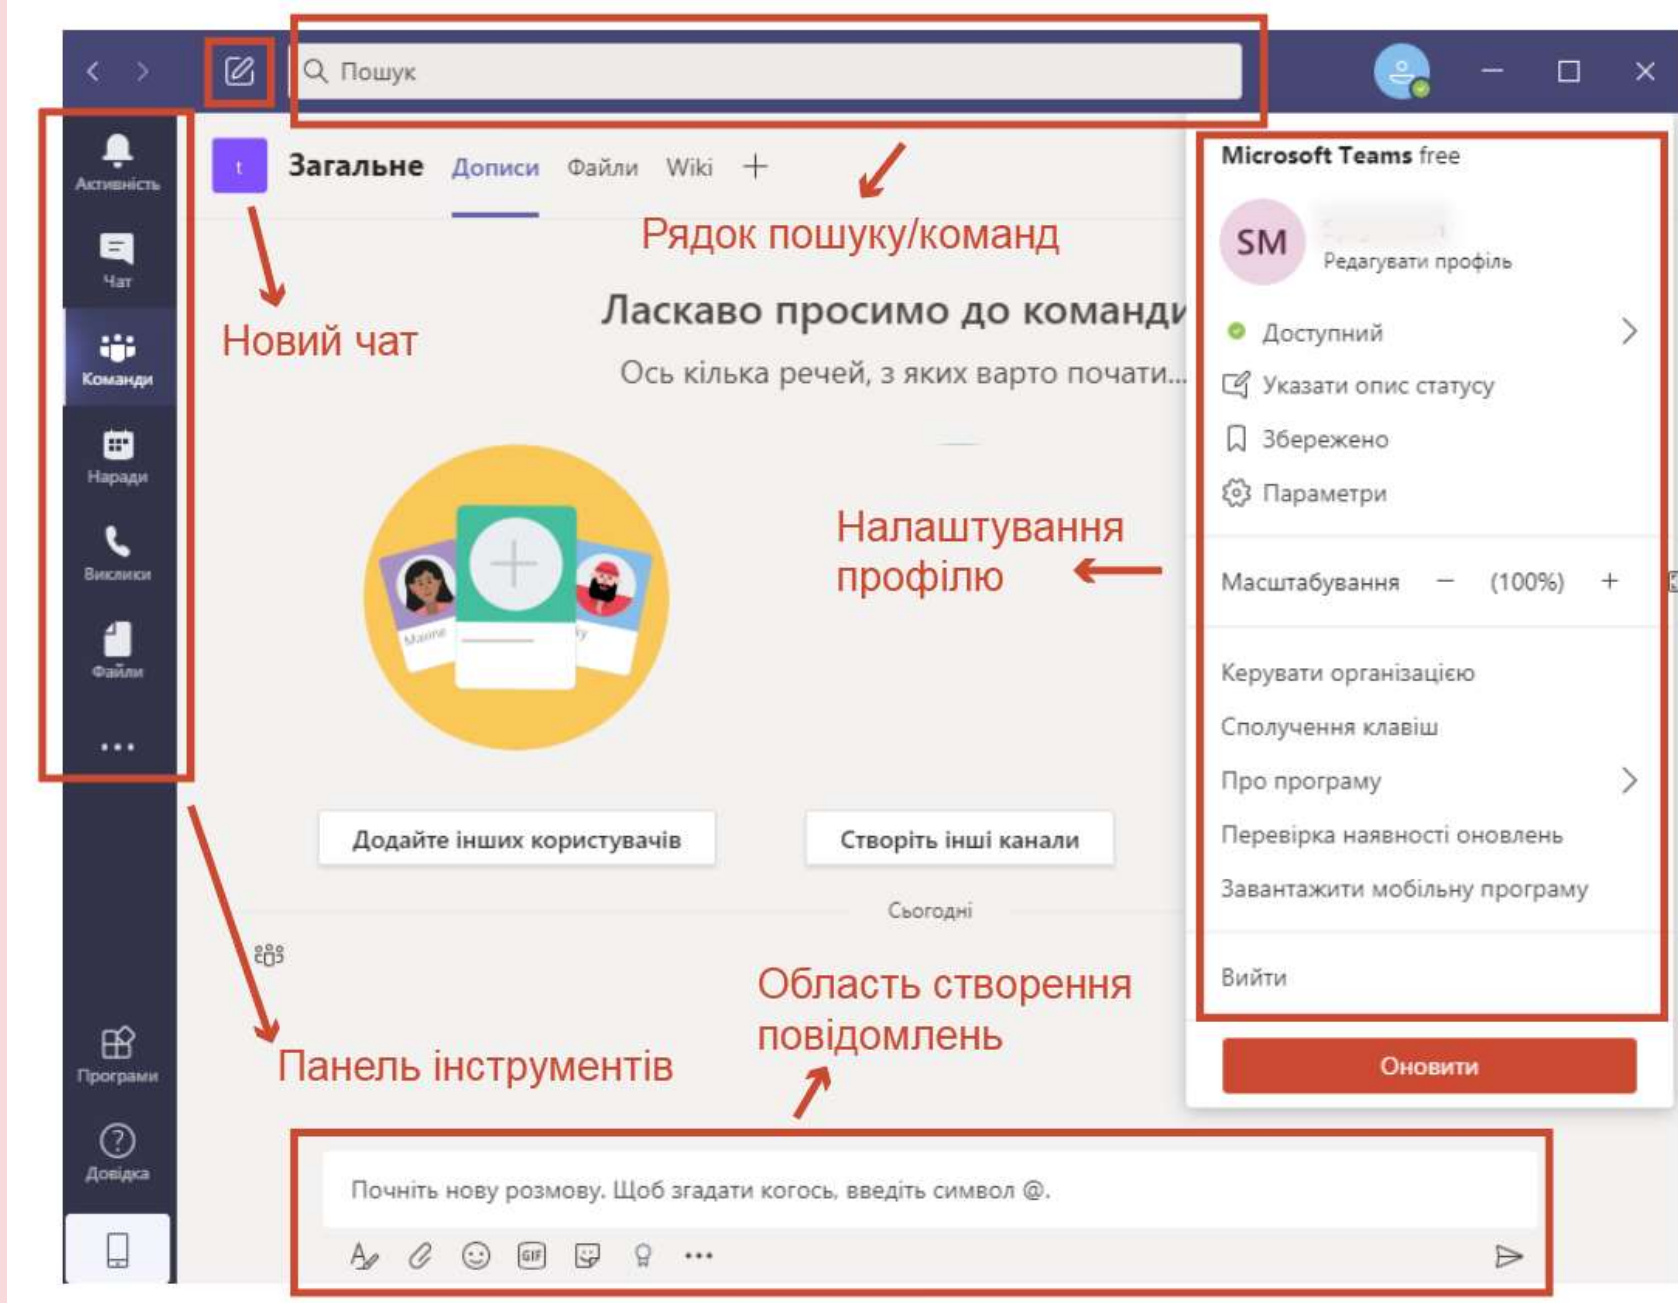 Пошук
Активність
Чат
Команди
Наради
Виклики
Файли
Програми
Довідка
t
Загальне Дописи Файли Wiki
Рядок пошуку/команд
Новий чат
Ласкаво просимо до команди
Ось кілька речей, з яких варто почати...
Maxine
Налаштування
профілю
Додайте інших користувачів
Створіть інші канали
Сьогодні
Область створення
повідомлень
Панель інструментів
Почніть нову розмову. Щоб згадати когось, введіть символ @.
GIF
Microsoft Teams free
SM
Редагувати профіль
Доступний
Указати опис статусу
Збережено
Параметри
Масштабування − (100%) +
Керувати організацією
Сполучення клавіш
Про програму
Перевірка наявності оновлень
Завантажити мобільну програму
Вийти
Оновити